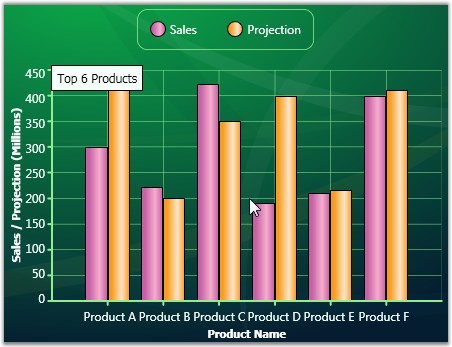 Sales Projection
Top 6 Products
450
400
350
300
250
200
150
100
50
0
Sales / Projection (Millions)
Product A Product B Product C Product D Product E Product F
Product Name